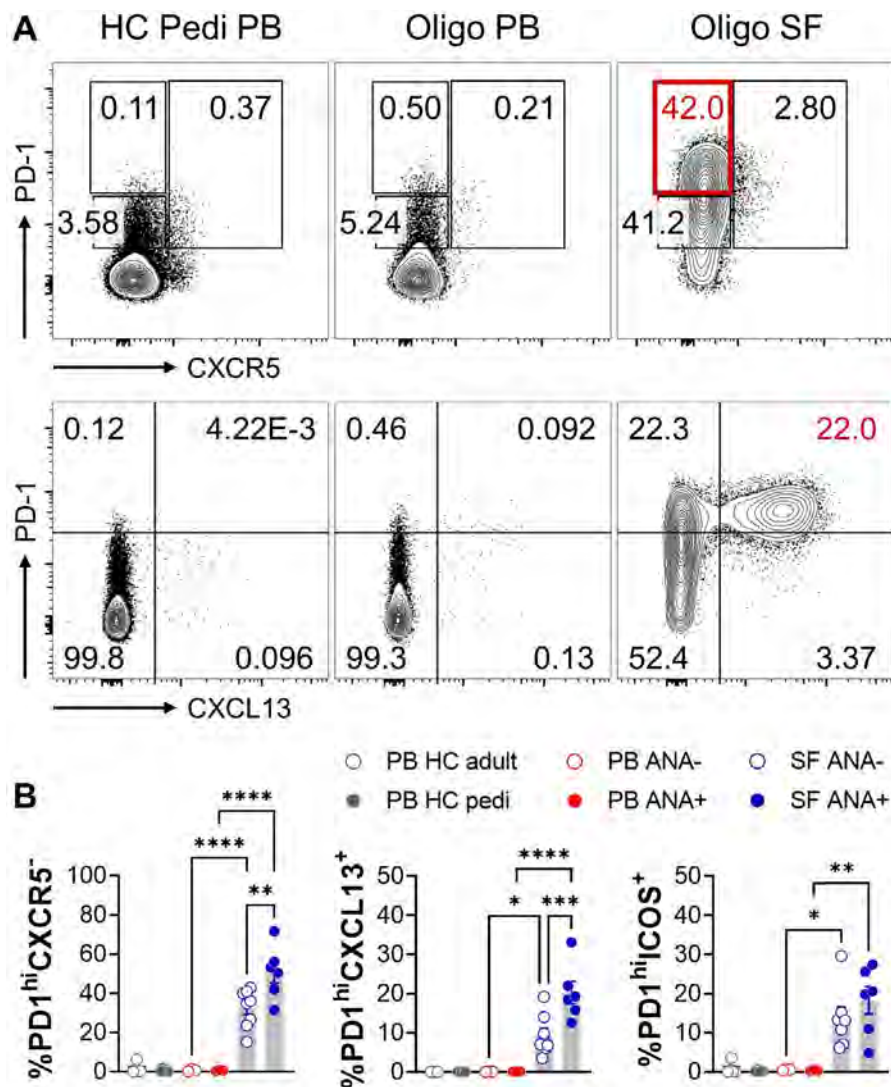 A HC Pedi PB Oligo PB Oligo SF
0.11 0.37 0.50 0.21 42.0 2.80
PD-1
3.58 5.24 41.2
CXCR5
0.12 4.22E-3 0.46 0.092 22.3 22.0
PD-1
99.8 0.096 99.3 0.13 52.4 3.37
CXCL13
PB HC adult PB ANA- SF ANA-
B PB HC pedi PB ANA+ SF ANA+
%PD1hiCXCR5-
100
80
60
40
20
0
**** **** **
%PD1hiCXCL13+
50
40
30
20
10
0
**** * ***
%PD1hiICOS+
50
40
30
20
10
0
** *